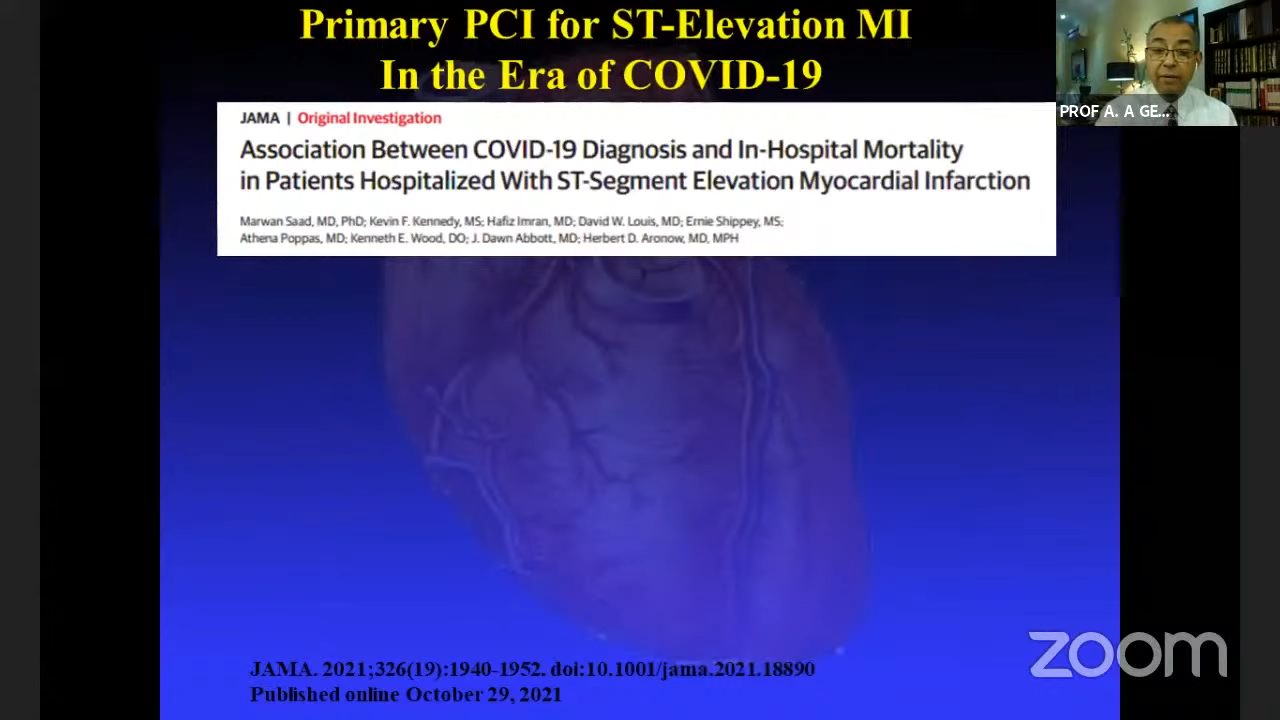 Primary PCI for ST-Elevation MI
In the Era of COVID-19
JAMA | Original Investigation
Association Between COVID-19 Diagnosis and In-Hospital Mortality
in Patients Hospitalized With ST-Segment Elevation Myocardial Infarction
Marwan Saad, MD, PhD; Kevin F. Kennedy, MS; Hafiz Imran, MD; David W. Louis, MD; Ernie Shippey, MS;
Athena Poppas, MD; Kenneth E. Wood, DO; J. Dawn Abbott, MD; Herbert D. Aronow, MD, MPH
PROF A. A GE...
zoom
JAMA. 2021;326(19):1940-1952. doi:10.1001/jama.2021.18890
Published online October 29, 2021